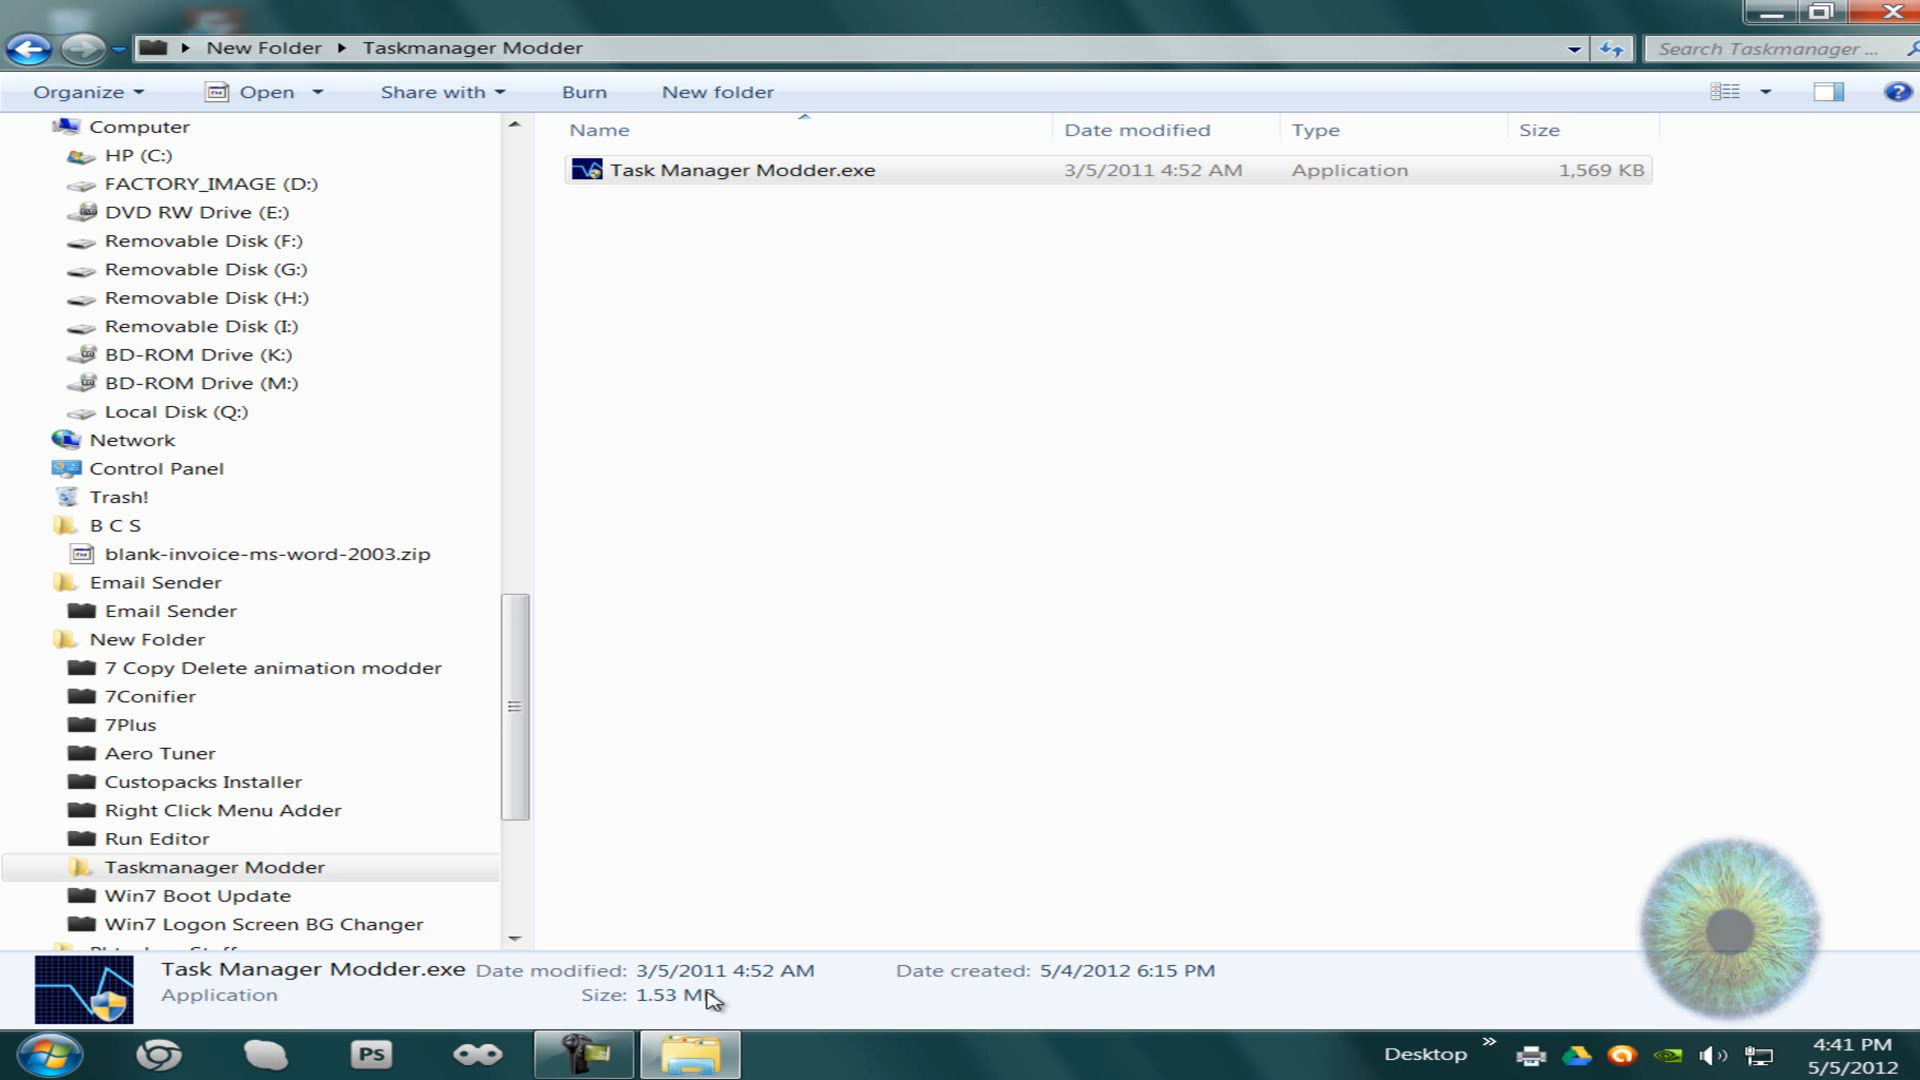 New Folder Taskmanager Modder
Search Taskmanager ...
Organize Open Share with Burn New folder
Computer
HP (C:)
FACTORY_IMAGE (D:)
DVD RW Drive (E:)
Removable Disk (F:)
Removable Disk (G:)
Removable Disk (H:)
Removable Disk (I:)
BD-ROM Drive (K:)
BD-ROM Drive (M:)
Local Disk (Q:)
Network
Control Panel
Trash!
B C S
blank-invoice-ms-word-2003.zip
Email Sender
Email Sender
New Folder
7 Copy Delete animation modder
7Conifier
7Plus
Aero Tuner
Custopacks Installer
Right Click Menu Adder
Run Editor
Taskmanager Modder
Win7 Boot Update
Win7 Logon Screen BG Changer
Name Date modified Type Size
Task Manager Modder.exe 3/5/2011 4:52 AM Application 1,569 KB
Task Manager Modder.exe Date modified: 3/5/2011 4:52 AM Date created: 5/4/2012 6:15 PM
Application Size: 1.53 MB
PS
Desktop
4:41 PM
5/5/2012